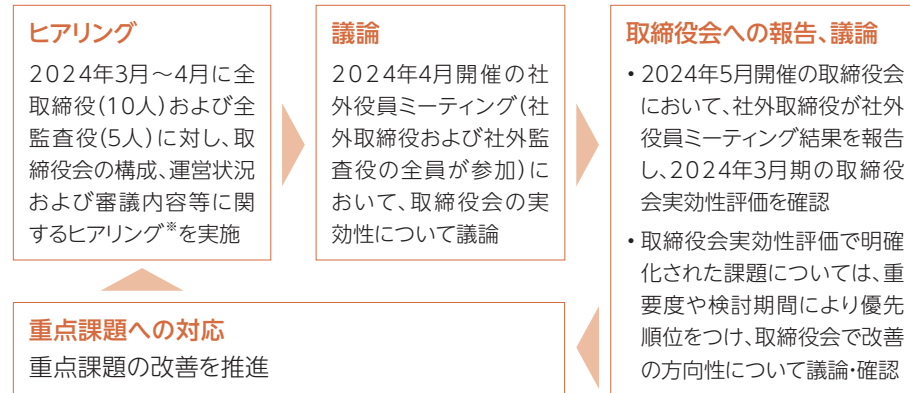 ヒアリング
2024年3月～4月に全
取締役(10人)および全
監査役(5人)に対し、取
締役会の構成、運営状況
および審議内容等に関
するヒアリング※を実施
議論
2024年4月開催の社
外役員ミーティング(社
外取締役および社外監
査役の全員が参加)に
おいて、取締役会の実
効性について議論
取締役会への報告、議論
・2024年5月開催の取締役会
において、社外取締役が社外
役員ミーティング結果を報告
し、2024年3月期の取締役
会実効性評価を確認
・取締役会実効性評価で明確
化された課題については、重
要度や検討期間により優先
順位をつけ、取締役会で改善
の方向性について議論・確認
重点課題への対応
重点課題の改善を推進